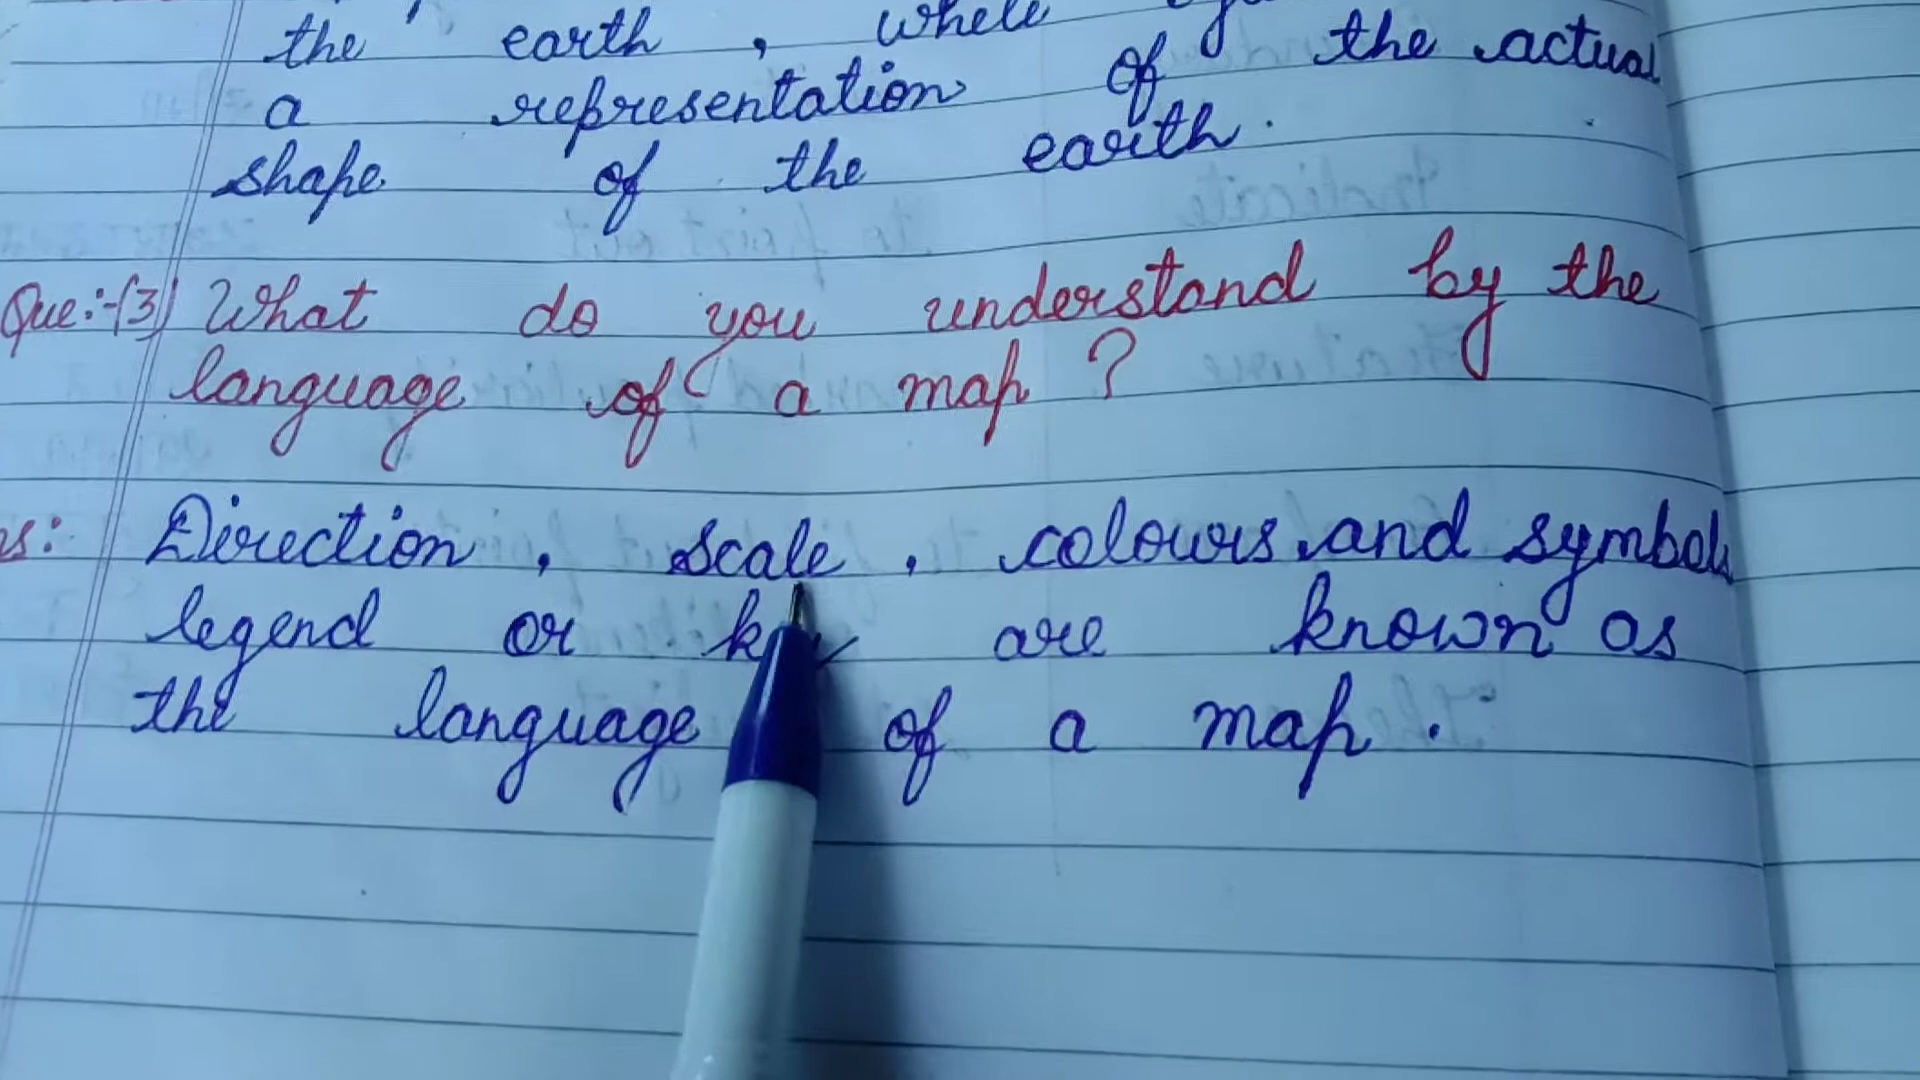 the earth , where
a representation of the actual
shape of the earth.
Que:-(3) What do you understand by the
language of a map ?
Direction , scale , colours and symbols
legend or are known as
the language of a map .